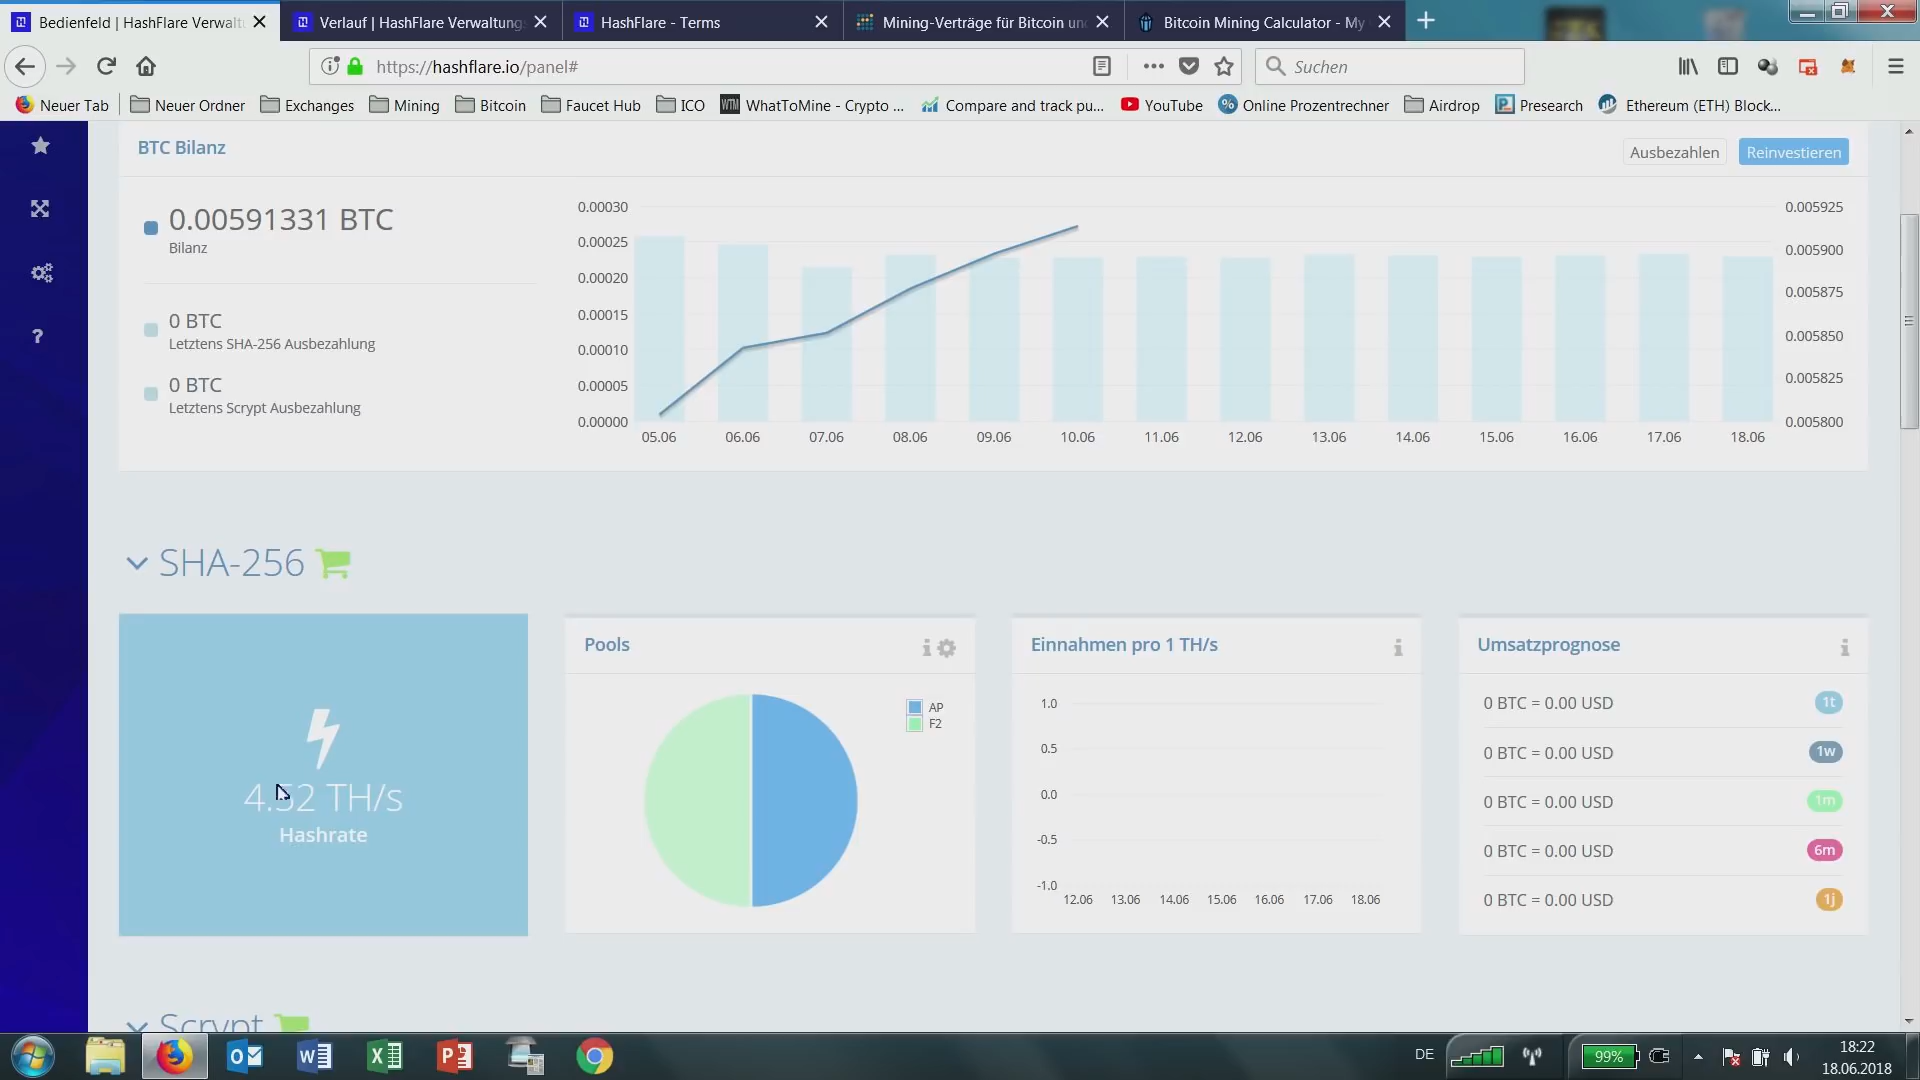 Bedienfeld | HashFlare Verwalt
Verlauf | HashFlare Verwaltung
HashFlare - Terms
Mining-Verträge für Bitcoin un
Bitcoin Mining Calculator - My
https://hashflare.io/panel#
Suchen
Neuer Tab
Neuer Ordner
Exchanges
Mining
Bitcoin
Faucet Hub
ICO
WTM
WhatToMine - Crypto ...
Compare and track pu...
YouTube
Online Prozentrechner
Airdrop
Presearch
Ethereum (ETH) Block...
BTC Bilanz
Ausbezahlen
Reinvestieren
0.00591331 BTC
Bilanz
0 BTC
Letztens SHA-256 Ausbezahlung
0 BTC
Letztens Scrypt Ausbezahlung
0.00030
0.00025
0.00020
0.00015
0.00010
0.00005
0.00000
0.005925
0.005900
0.005875
0.005850
0.005825
0.005800
05.06 06.06 07.06 08.06 09.06 10.06 11.06 12.06 13.06 14.06 15.06 16.06 17.06 18.06
SHA-256
4.52 TH/s
Hashrate
Pools
AP
F2
Einnahmen pro 1 TH/s
1.0
0.5
0.0
-0.5
-1.0
12.06 13.06 14.06 15.06 16.06 17.06 18.06
Umsatzprognose
0 BTC = 0.00 USD 1t
0 BTC = 0.00 USD 1w
0 BTC = 0.00 USD 1m
0 BTC = 0.00 USD 6m
0 BTC = 0.00 USD 1j
Scrypt
DE
99%
18:22
18.06.2018